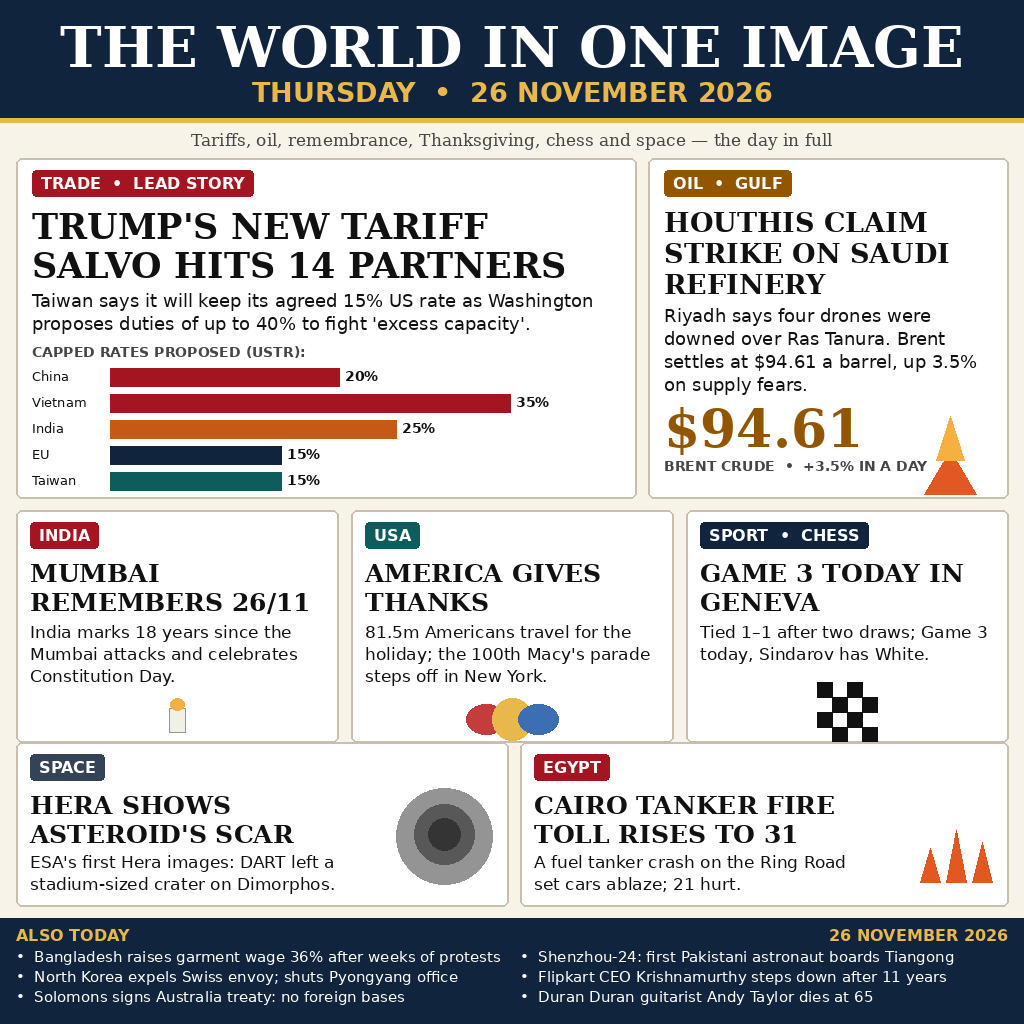 THE WORLD IN ONE IMAGE
THURSDAY • 26 NOVEMBER 2026
Tariffs, oil, remembrance, Thanksgiving, chess and space — the day in full
TRADE • LEAD STORY
TRUMP'S NEW TARIFF
SALVO HITS 14 PARTNERS
Taiwan says it will keep its agreed 15% US rate as Washington
proposes duties of up to 40% to fight 'excess capacity'.
CAPPED RATES PROPOSED (USTR):
China 20%
Vietnam 35%
India 25%
EU 15%
Taiwan 15%
OIL • GULF
HOUTHIS CLAIM
STRIKE ON SAUDI
REFINERY
Riyadh says four drones were
downed over Ras Tanura. Brent
settles at $94.61 a barrel, up 3.5%
on supply fears.
$94.61
BRENT CRUDE • +3.5% IN A DAY
INDIA
MUMBAI
REMEMBERS 26/11
India marks 18 years since the
Mumbai attacks and celebrates
Constitution Day.
USA
AMERICA GIVES
THANKS
81.5m Americans travel for the
holiday; the 100th Macy's parade
steps off in New York.
SPORT • CHESS
GAME 3 TODAY IN
GENEVA
Tied 1–1 after two draws; Game 3
today, Sindarov has White.
SPACE
HERA SHOWS
ASTEROID'S SCAR
ESA's first Hera images: DART left a
stadium-sized crater on Dimorphos.
EGYPT
CAIRO TANKER FIRE
TOLL RISES TO 31
A fuel tanker crash on the Ring Road
set cars ablaze; 21 hurt.
ALSO TODAY
• Bangladesh raises garment wage 36% after weeks of protests
• North Korea expels Swiss envoy; shuts Pyongyang office
• Solomons signs Australia treaty: no foreign bases
26 NOVEMBER 2026
• Shenzhou-24: first Pakistani astronaut boards Tiangong
• Flipkart CEO Krishnamurthy steps down after 11 years
• Duran Duran guitarist Andy Taylor dies at 65